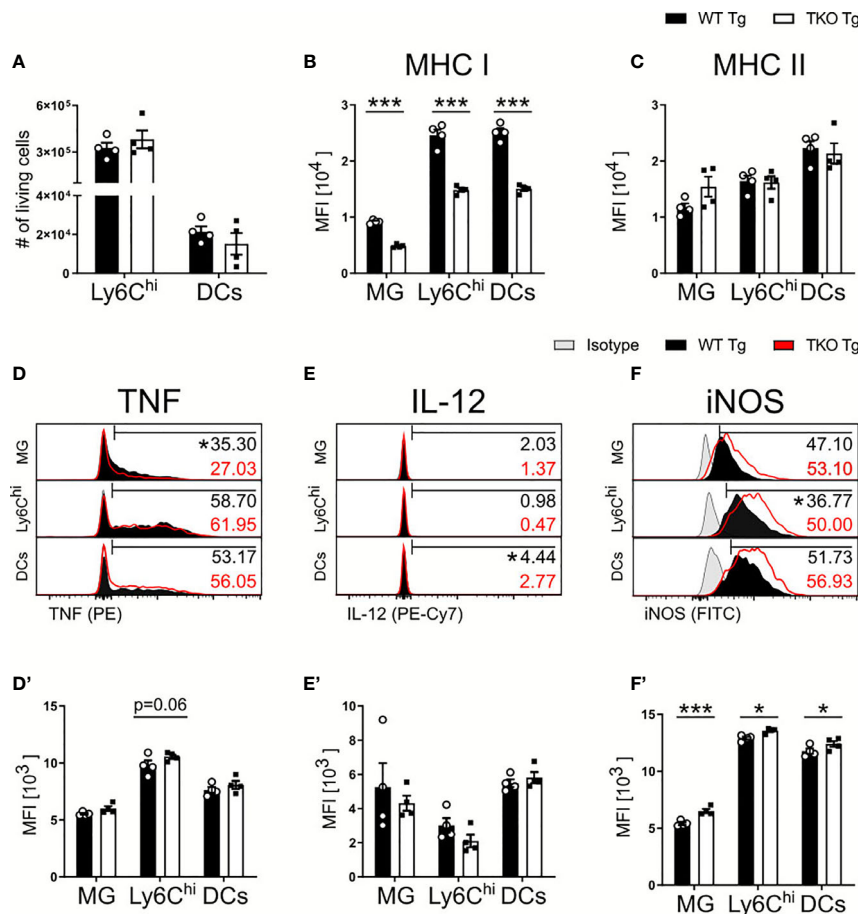 WT Tg TKO Tg
A B C
MHC I MHC II
*** *** ***
# of living cells
6×10⁵
3×10⁵
4×10⁴
2×10⁴
0
Ly6Cʰⁱ DCs
MFI [10⁴]
3
2
1
0
MG Ly6Cʰⁱ DCs
MFI [10⁴]
3
2
1
0
MG Ly6Cʰⁱ DCs
Isotype WT Tg TKO Tg
D E F
TNF IL-12 iNOS
MG
*35.30
27.03
Ly6Cʰⁱ
58.70
61.95
DCs
53.17
56.05
TNF (PE)
MG
2.03
1.37
Ly6Cʰⁱ
0.98
0.47
DCs
*4.44
2.77
IL-12 (PE-Cy7)
MG
47.10
53.10
Ly6Cʰⁱ
*36.77
50.00
DCs
51.73
56.93
iNOS (FITC)
D' E' F'
p=0.06
MFI [10³]
15
10
5
0
MG Ly6Cʰⁱ DCs
MFI [10³]
10
8
6
4
2
0
MG Ly6Cʰⁱ DCs
*** * *
MFI [10³]
15
10
5
0
MG Ly6Cʰⁱ DCs